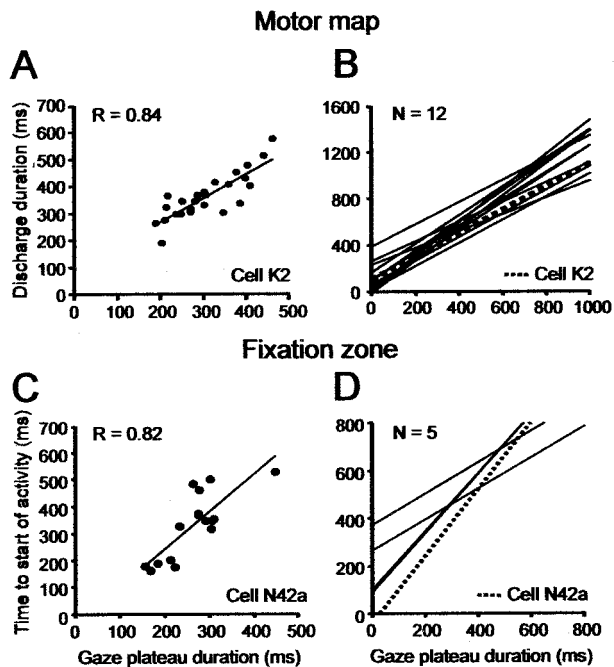 Motor map
A
B
Discharge duration (ms)
700
600
500
400
300
200
100
0
R = 0.84
Cell K2
0 100 200 300 400 500
1600
1200
800
400
0
N = 12
Cell K2
0 200 400 600 800 1000
Fixation zone
C
D
Time to start of activity (ms)
700
600
500
400
300
200
100
0
R = 0.82
Cell N42a
0 100 200 300 400 500
Gaze plateau duration (ms)
800
600
400
200
0
N = 5
Cell N42a
0 200 400 600 800
Gaze plateau duration (ms)